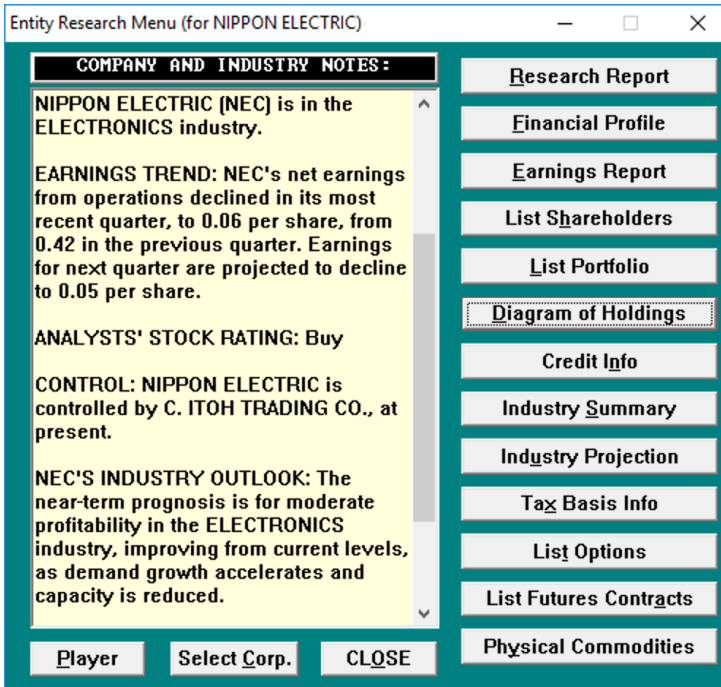 Entity Research Menu (for NIPPON ELECTRIC)
COMPANY AND INDUSTRY NOTES:
NIPPON ELECTRIC (NEC) is in the
ELECTRONICS industry.
EARNINGS TREND: NEC's net earnings
from operations declined in its most
recent quarter, to 0.06 per share, from
0.42 in the previous quarter. Earnings
for next quarter are projected to decline
to 0.05 per share.
ANALYSTS' STOCK RATING: Buy
CONTROL: NIPPON ELECTRIC is
controlled by C. ITOH TRADING CO., at
present.
NEC'S INDUSTRY OUTLOOK: The
near-term prognosis is for moderate
profitability in the ELECTRONICS
industry, improving from current levels,
as demand growth accelerates and
capacity is reduced.
Player
Select Corp.
CLOSE
Research Report
Financial Profile
Earnings Report
List Shareholders
List Portfolio
Diagram of Holdings
Credit Info
Industry Summary
Industry Projection
Tax Basis Info
List Options
List Futures Contracts
Physical Commodities